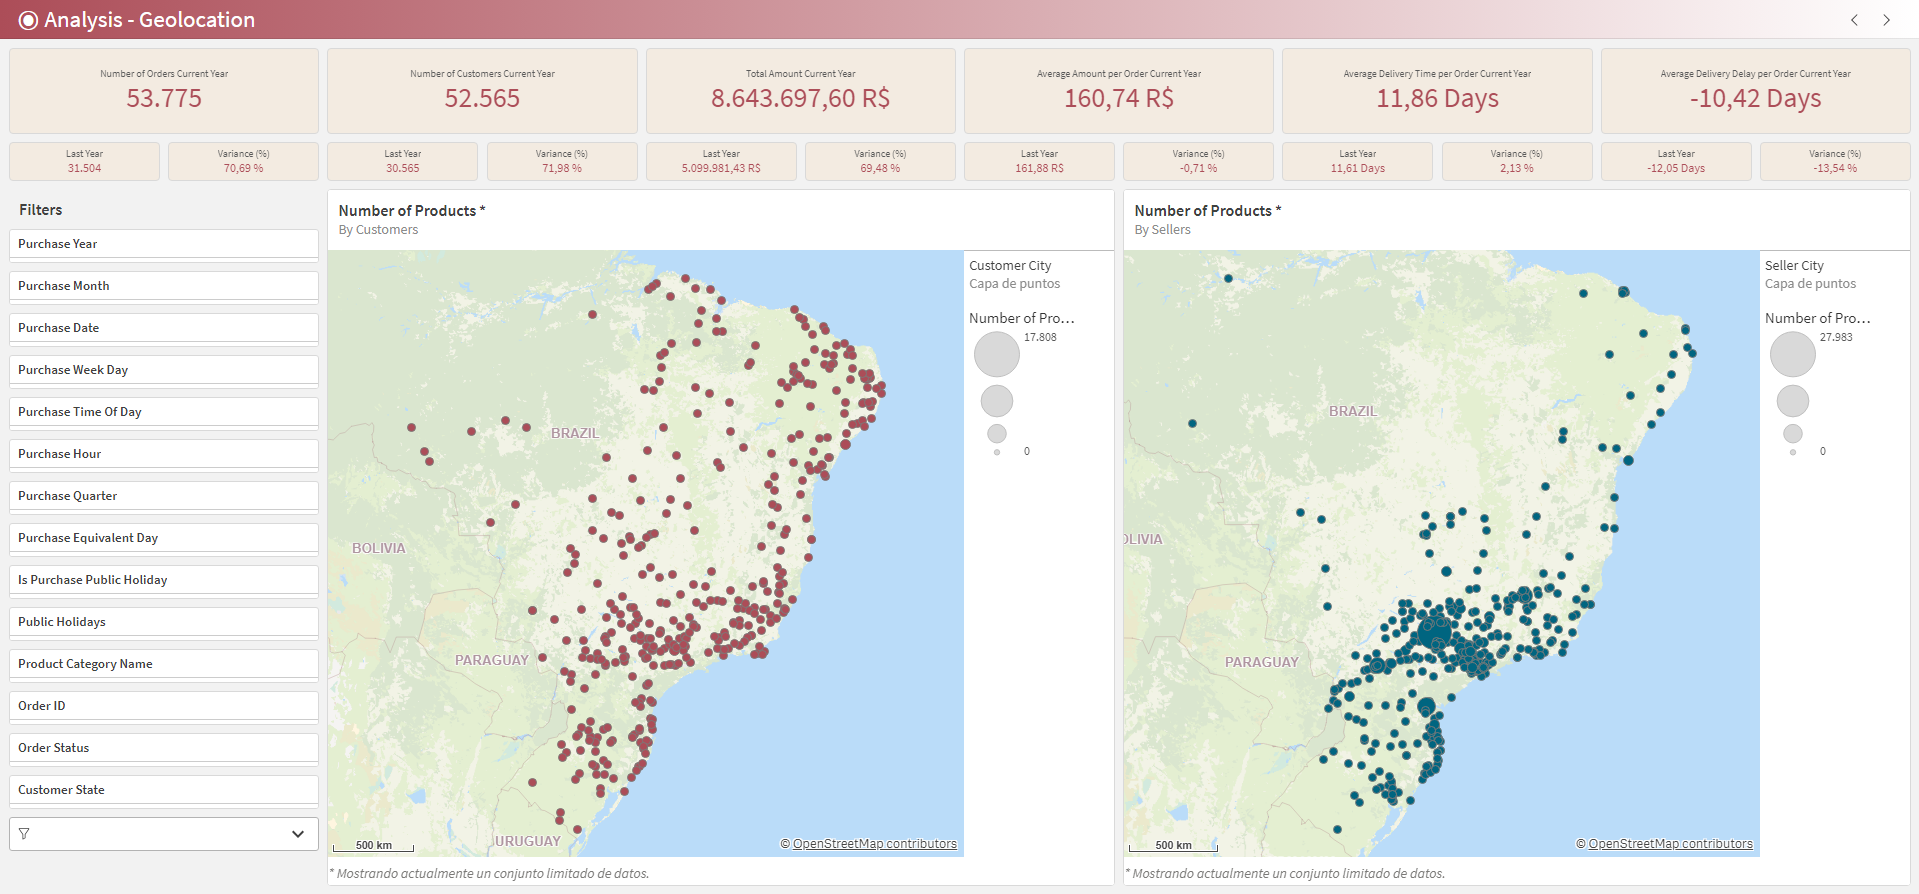 Analysis - Geolocation
Number of Orders Current Year
53.775
Number of Customers Current Year
52.565
Total Amount Current Year
8.643.697,60 R$
Average Amount per Order Current Year
160,74 R$
Average Delivery Time per Order Current Year
11,86 Days
Average Delivery Delay per Order Current Year
-10,42 Days
Last Year
31.504
Variance (%)
70,69 %
Last Year
30.565
Variance (%)
71,98 %
Last Year
5.099.981,43 R$
Variance (%)
69,48 %
Last Year
161,88 R$
Variance (%)
-0,71 %
Last Year
11,61 Days
Variance (%)
2,13 %
Last Year
-12,05 Days
Variance (%)
-13,54 %
Filters
Purchase Year
Purchase Month
Purchase Date
Purchase Week Day
Purchase Time Of Day
Purchase Hour
Purchase Quarter
Purchase Equivalent Day
Is Purchase Public Holiday
Public Holidays
Product Category Name
Order ID
Order Status
Customer State
Number of Products *
By Customers
BRAZIL
BOLIVIA
PARAGUAY
URUGUAY
500 km
© OpenStreetMap contributors
Customer City
Capa de puntos
Number of Pro...
17.808
0
* Mostrando actualmente un conjunto limitado de datos.
Number of Products *
By Sellers
BRAZIL
OLIVIA
PARAGUAY
500 km
© OpenStreetMap contributors
Seller City
Capa de puntos
Number of Pro...
27.983
0
* Mostrando actualmente un conjunto limitado de datos.